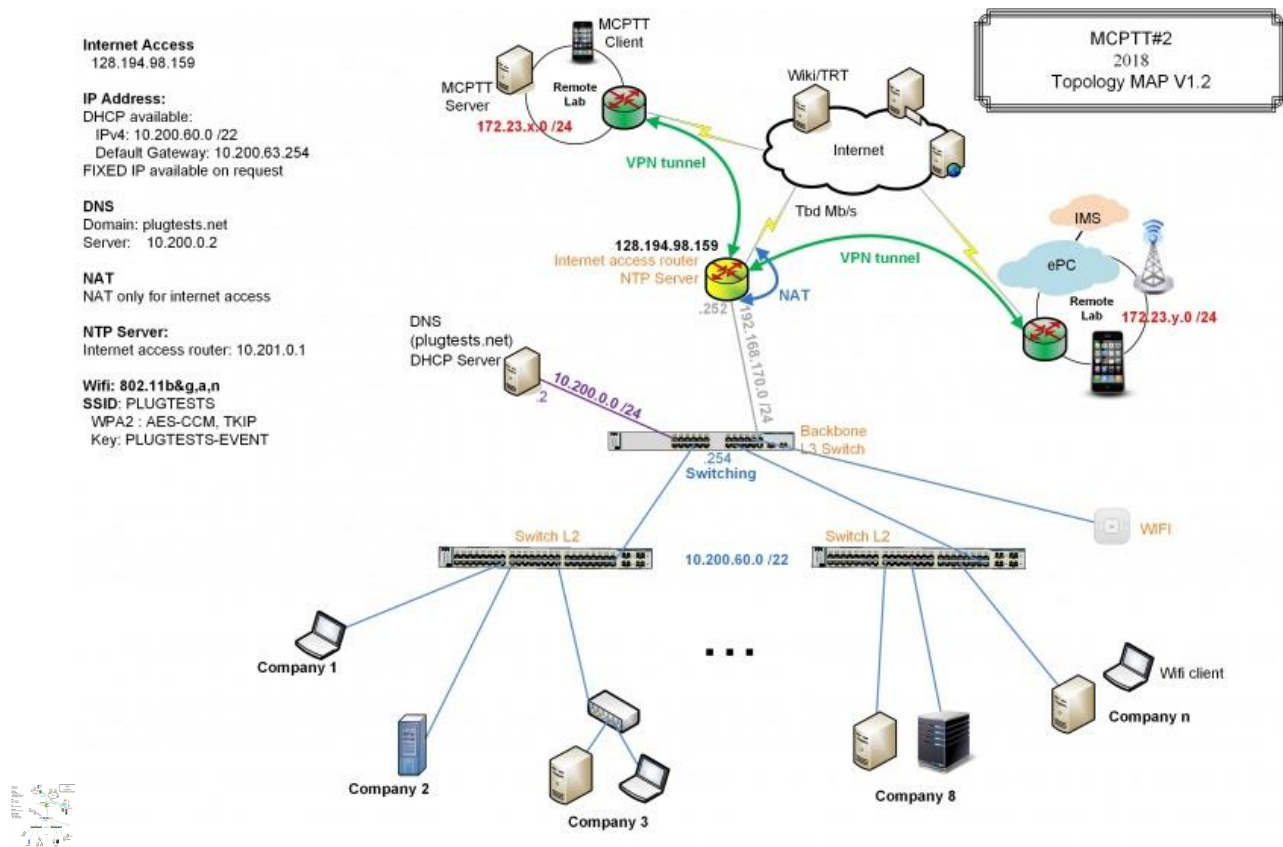 Internet Access
128.194.98.159
IP Address:
DHCP available:
IPv4: 10.200.60.0 /22
Default Gateway: 10.200.63.254
FIXED IP available on request
DNS
Domain: plugtests.net
Server: 10.200.0.2
NAT
NAT only for internet access
NTP Server:
Internet access router: 10.201.0.1
Wifi: 802.11b&g,a,n
SSID: PLUGTESTS
WPA2 : AES-CCM, TKIP
Key: PLUGTESTS-EVENT
MCPTT#2
2018
Topology MAP V1.2
MCPTT
Client
MCPTT
Server
Remote
Lab
172.23.x.0 /24
Wiki/TRT
Internet
VPN tunnel
Tbd Mb/s
128.194.98.159
Internet access router
NTP Server
.252
NAT
VPN tunnel
IMS
ePC
Remote
Lab
172.23.y.0 /24
192.168.170.0 /24
DNS
(plugtests.net)
DHCP Server
.2
10.200.0.0 /24
Backbone
L3 Switch
.254
Switching
WIFI
Switch L2
10.200.60.0 /22
Switch L2
...
Company 1
Company 2
Company 3
Company 8
Wifi client
Company n